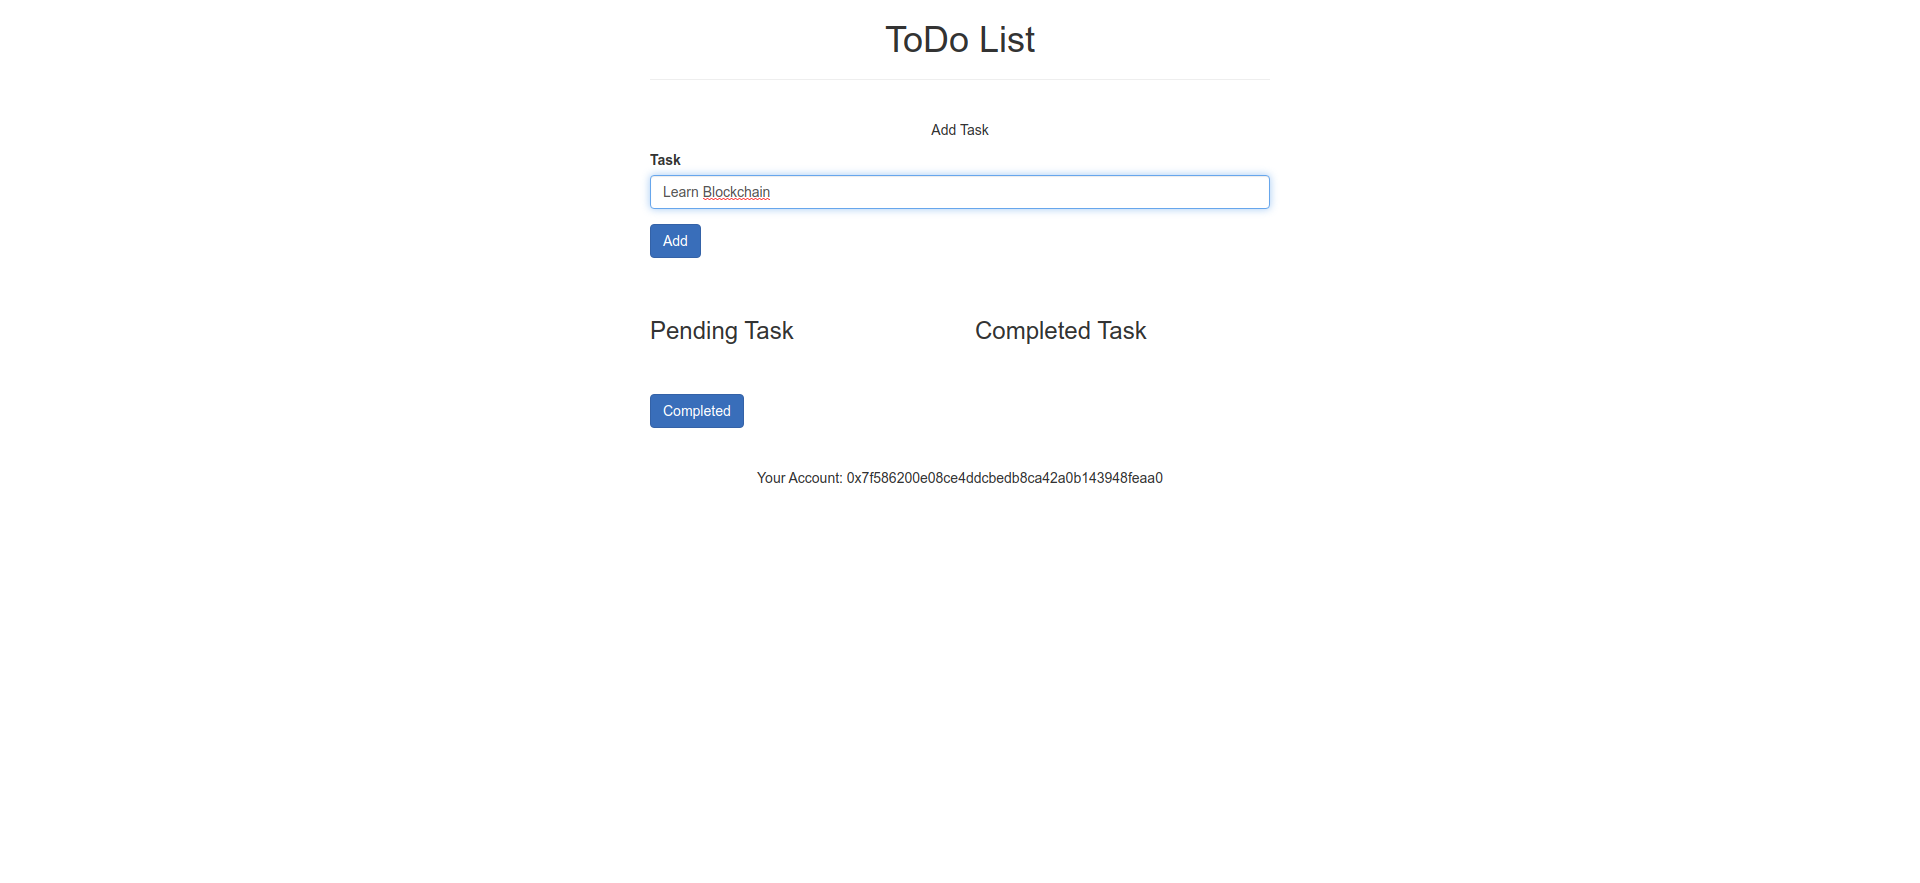 ToDo List
Add Task
Task
Learn Blockchain
Add
Pending Task
Completed Task
Completed
Your Account: 0x7f586200e08ce4ddcbedb8ca42a0b143948feaa0